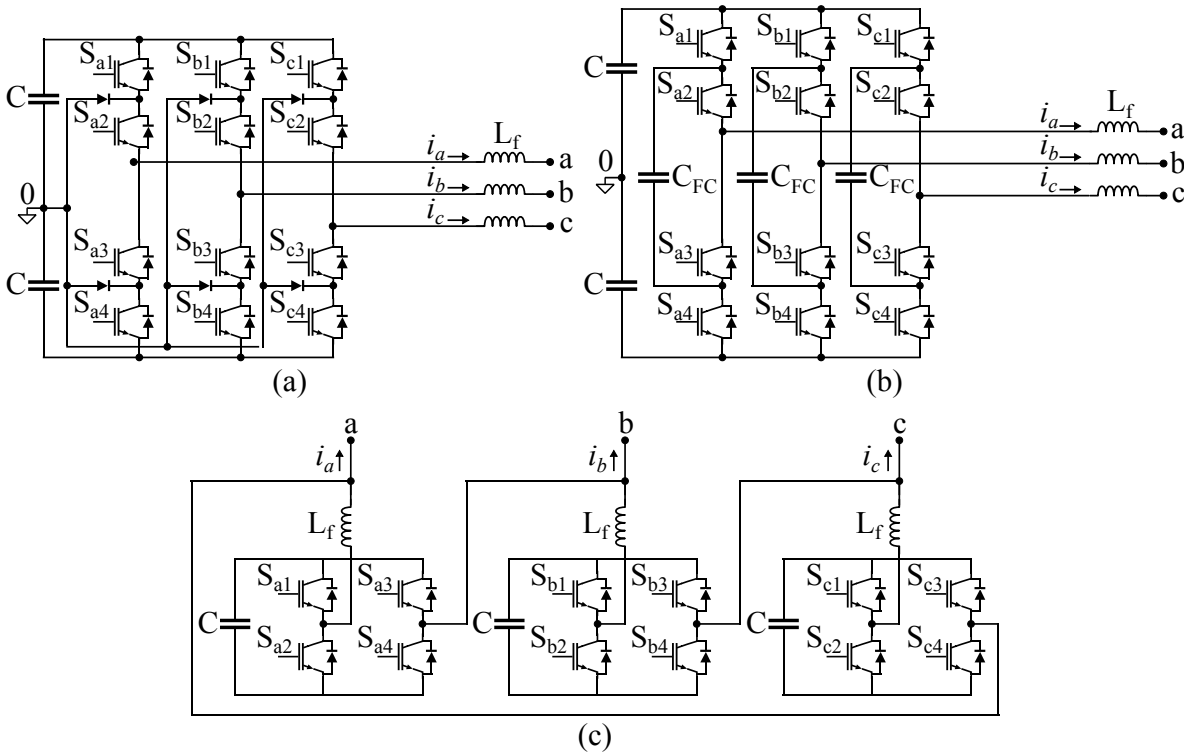 S_a1 S_b1 S_c1
C
S_a2 S_b2 S_c2
i_a L_f a
i_b b
0
i_c c
S_a3 S_b3 S_c3
C
S_a4 S_b4 S_c4
(a)
S_a1 S_b1 S_c1
C
S_a2 S_b2 S_c2
i_a L_f a
0 i_b b
C_FC C_FC C_FC
i_c c
S_a3 S_b3 S_c3
C
S_a4 S_b4 S_c4
(b)
a b c
i_a i_b i_c
L_f L_f L_f
S_a1 S_a3 S_b1 S_b3 S_c1 S_c3
C C C
S_a2 S_a4 S_b2 S_b4 S_c2 S_c4
(c)